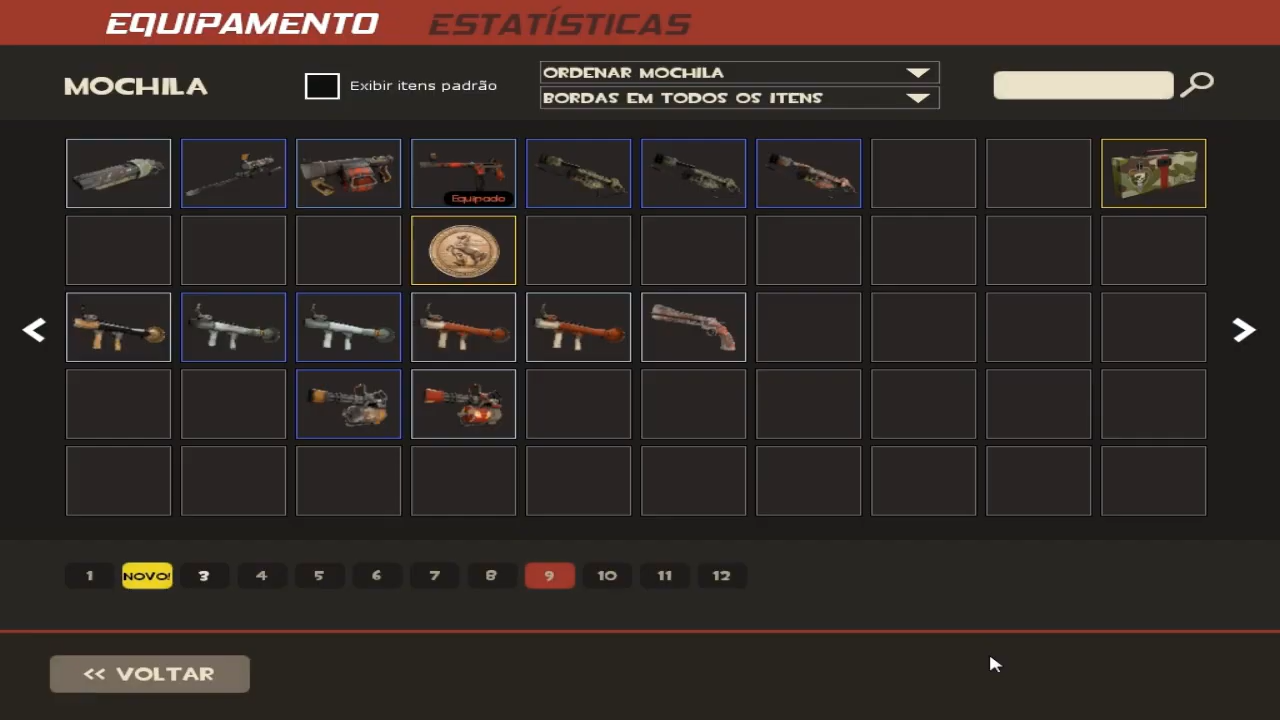 EQUIPAMENTO ESTATÍSTICAS
MOCHILA
Exibir itens padrão
ORDENAR MOCHILA
BORDAS EM TODOS OS ITENS
Equipado
1 NOVO! 3 4 5 6 7 8 9 10 11 12
<< VOLTAR